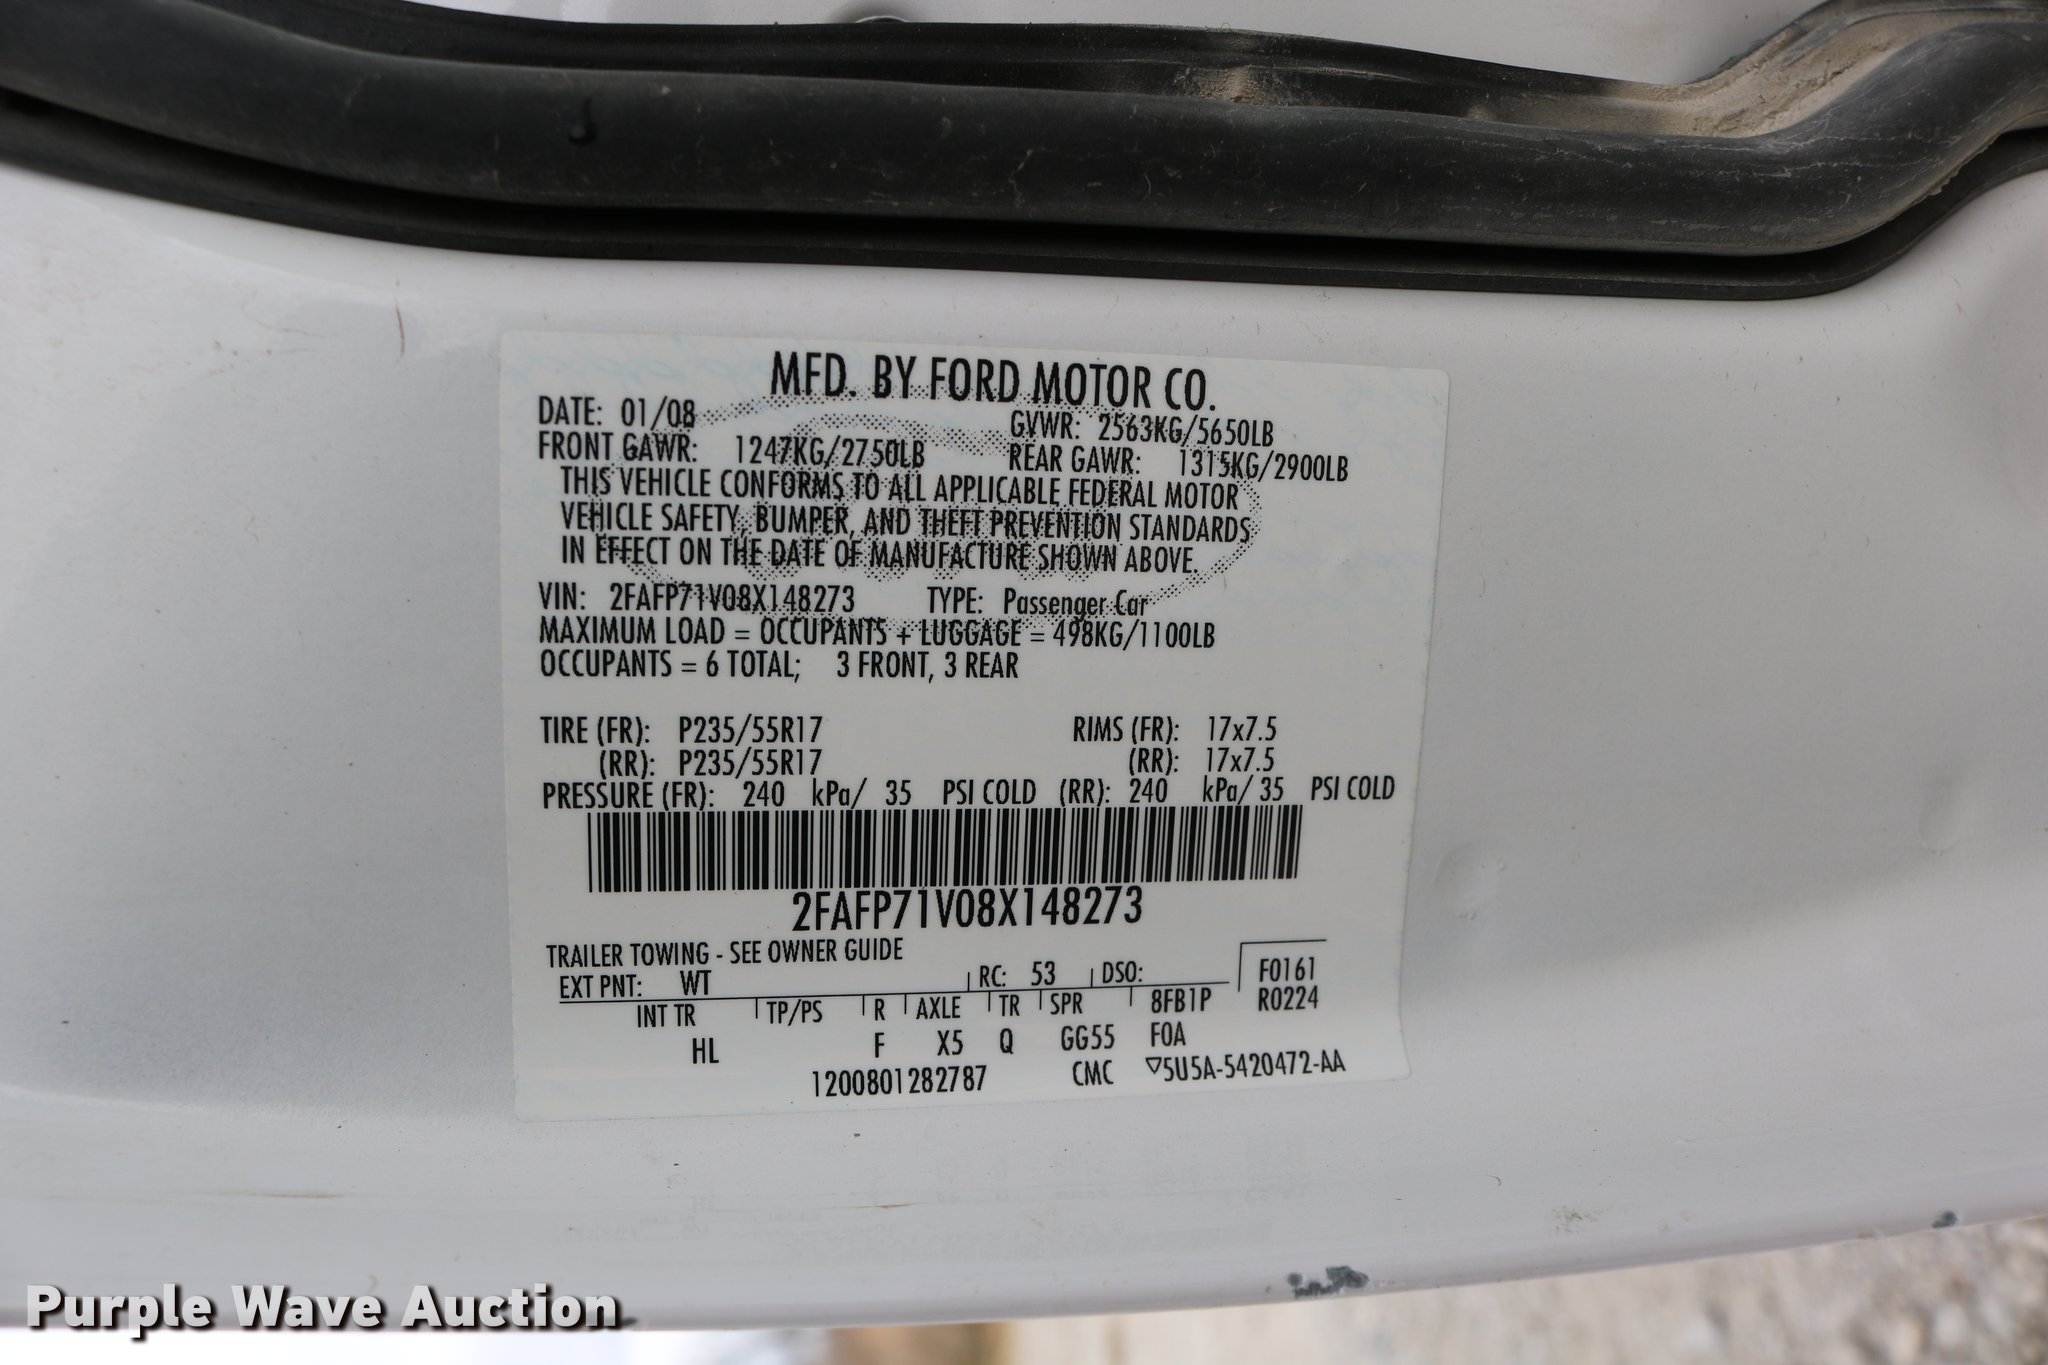 MFD. BY FORD MOTOR CO.
DATE: 01/08 GVWR: 2563KG/5650LB
FRONT GAWR: 1247KG/2750LB REAR GAWR: 1315KG/2900LB
THIS VEHICLE CONFORMS TO ALL APPLICABLE FEDERAL MOTOR
VEHICLE SAFETY, BUMPER, AND THEFT PREVENTION STANDARDS
IN EFFECT ON THE DATE OF MANUFACTURE SHOWN ABOVE.
VIN: 2FAFP71V08X148273 TYPE: Passenger Car
MAXIMUM LOAD = OCCUPANTS + LUGGAGE = 498KG/1100LB
OCCUPANTS = 6 TOTAL; 3 FRONT, 3 REAR
TIRE (FR): P235/55R17 RIMS (FR): 17x7.5
(RR): P235/55R17 (RR): 17x7.5
PRESSURE (FR): 240 kPa/ 35 PSI COLD (RR): 240 kPa/ 35 PSI COLD
2FAFP71V08X148273
TRAILER TOWING - SEE OWNER GUIDE
EXT PNT: WT RC: 53 DSO: F0161
INT TR TP/PS R AXLE TR SPR 8FB1P R0224
HL F X5 Q GG55 F0A
1200801282787 CMC ▽5U5A-5420472-AA
Purple Wave Auction